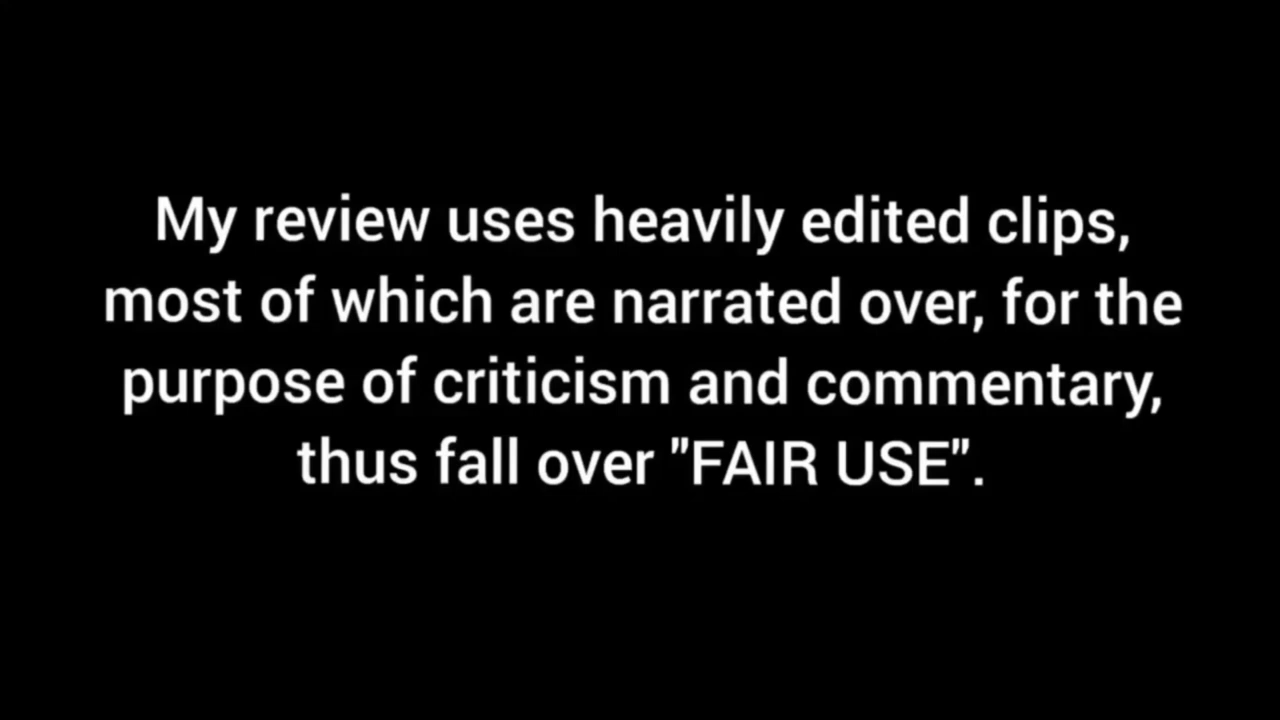 My review uses heavily edited clips,
most of which are narrated over, for the
purpose of criticism and commentary,
thus fall over "FAIR USE".